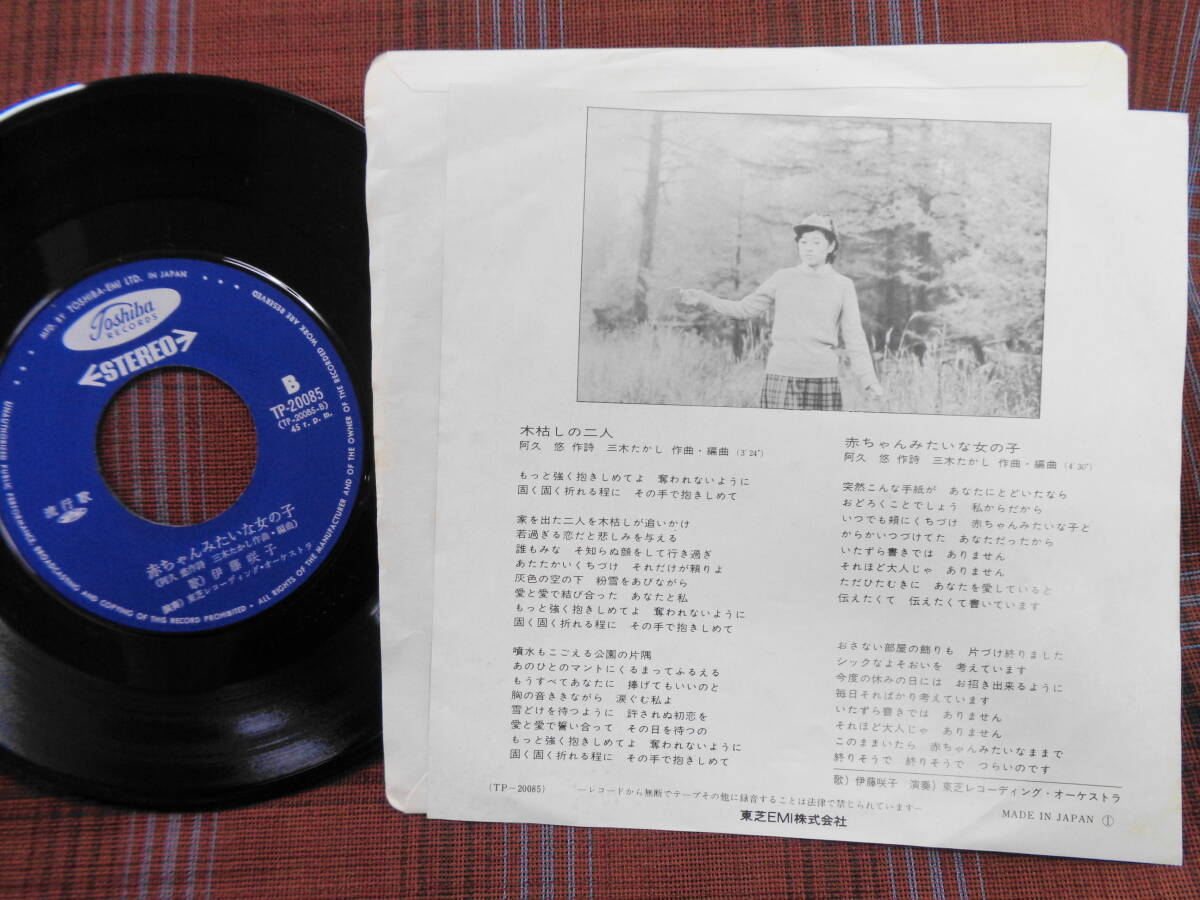 MFD. BY TOSHIBA-EMI LTD. IN JAPAN
UNAUTHORIZED PUBLIC PERFORMANCE, BROADCASTING AND COPYING OF THIS RECORD PROHIBITED • ALL RIGHTS OF THE MANUFACTURER AND OF THE OWNER OF THE RECORDED WORK ARE RESERVED
Toshiba
RECORDS
STEREO
B
TP-20085
(TP-20085-B)
45 r.p.m.
流行歌
赤ちゃんみたいな女の子
(阿久 悠作詩 三木たかし作曲・編曲)
歌) 伊藤咲子
演奏) 東芝レコーディング・オーケストラ
木枯しの二人
阿久 悠 作詩 三木たかし 作曲・編曲 (3'24")
もっと強く抱きしめてよ 奪われないように
固く固く折れる程に その手で抱きしめて
家を出た二人を木枯しが追いかけ
若過ぎる恋だと悲しみを与える
誰もみな そ知らぬ顔をして行き過ぎ
あたたかいくちづけ それだけが頼りよ
灰色の空の下 粉雪をあびながら
愛と愛で結び合った あなたと私
もっと強く抱きしめてよ 奪われないように
固く固く折れる程に その手で抱きしめて
噴水もこごえる公園の片隅
あのひとのマントにくるまってふるえる
もうすべてあなたに 捧げてもいいのと
胸の音ききながら 涙ぐむ私よ
雪どけを待つように 許されぬ初恋を
愛と愛で誓い合って その日を待つの
もっと強く抱きしめてよ 奪われないように
固く固く折れる程に その手で抱きしめて
赤ちゃんみたいな女の子
阿久 悠 作詩 三木たかし 作曲・編曲 (4'30")
突然こんな手紙が あなたにとどいたなら
おどろくことでしょう 私からだから
いつでも頬にくちづけ 赤ちゃんみたいな子と
からかいつづけてた あなただったから
いたずら書きでは ありません
それほど大人じゃ ありません
ただひたむきに あなたを愛していると
伝えたくて 伝えたくて書いています
おさない部屋の飾りも 片づけ終りました
シックなよそおいを 考えています
今度の休みの日には お招き出来るように
毎日そればかり考えています
いたずら書きでは ありません
それほど大人じゃ ありません
このままいたら 赤ちゃんみたいなままで
終りそうで 終りそうで つらいのです
歌) 伊藤咲子 演奏) 東芝レコーディング・オーケストラ
(TP-20085)
—レコードから無断でテープその他に録音することは法律で禁じられています—
東芝EMI株式会社
MADE IN JAPAN Ⓘ